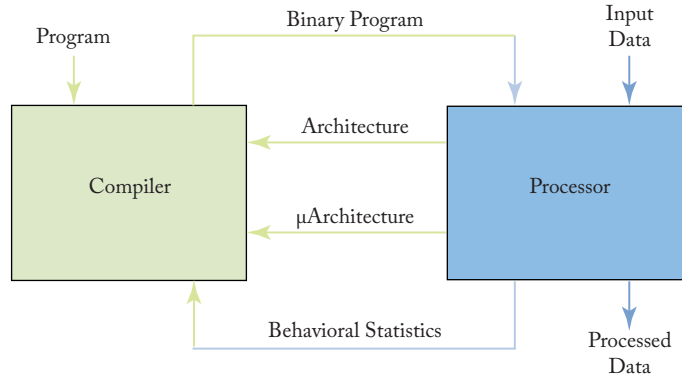 Binary Program
Program
Input
Data
Architecture
Compiler
Processor
µArchitecture
Behavioral Statistics
Processed
Data